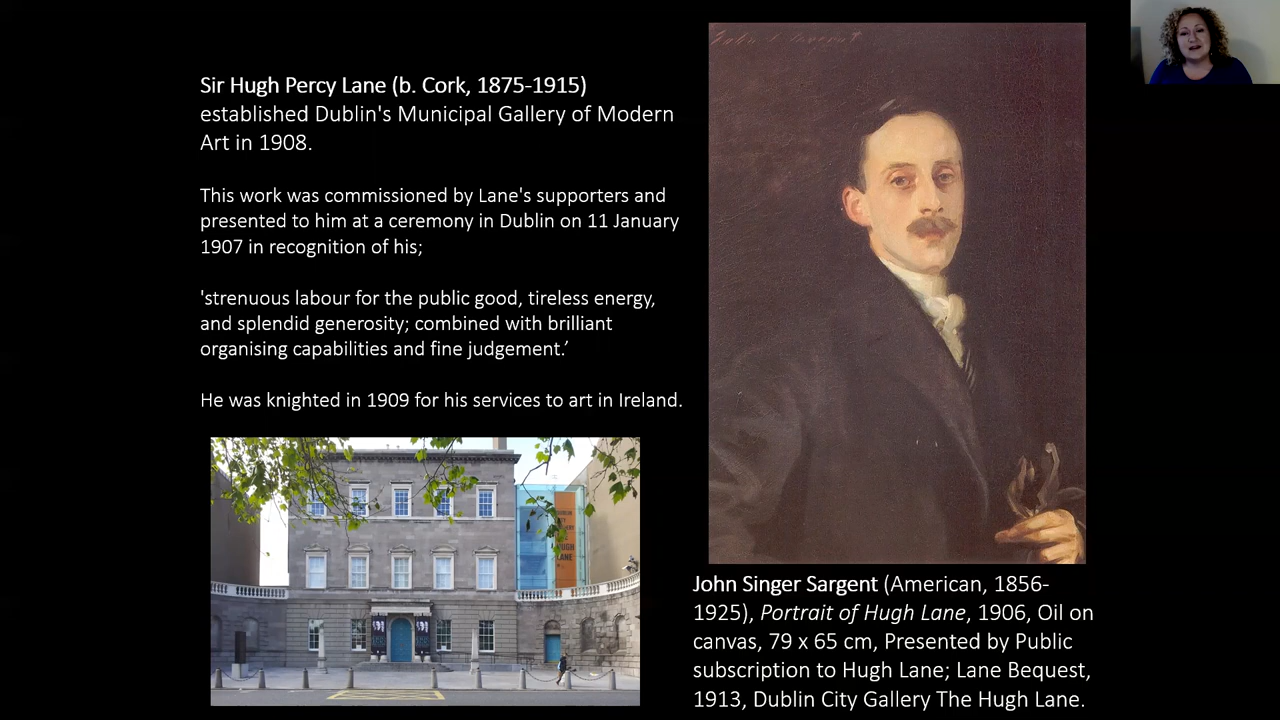 Sir Hugh Percy Lane (b. Cork, 1875-1915)
established Dublin's Municipal Gallery of Modern
Art in 1908.
This work was commissioned by Lane's supporters and
presented to him at a ceremony in Dublin on 11 January
1907 in recognition of his;
'strenuous labour for the public good, tireless energy,
and splendid generosity; combined with brilliant
organising capabilities and fine judgement.’
He was knighted in 1909 for his services to art in Ireland.
HUGH
LANE
John Singer Sargent (American, 1856-
1925), Portrait of Hugh Lane, 1906, Oil on
canvas, 79 x 65 cm, Presented by Public
subscription to Hugh Lane; Lane Bequest,
1913, Dublin City Gallery The Hugh Lane.